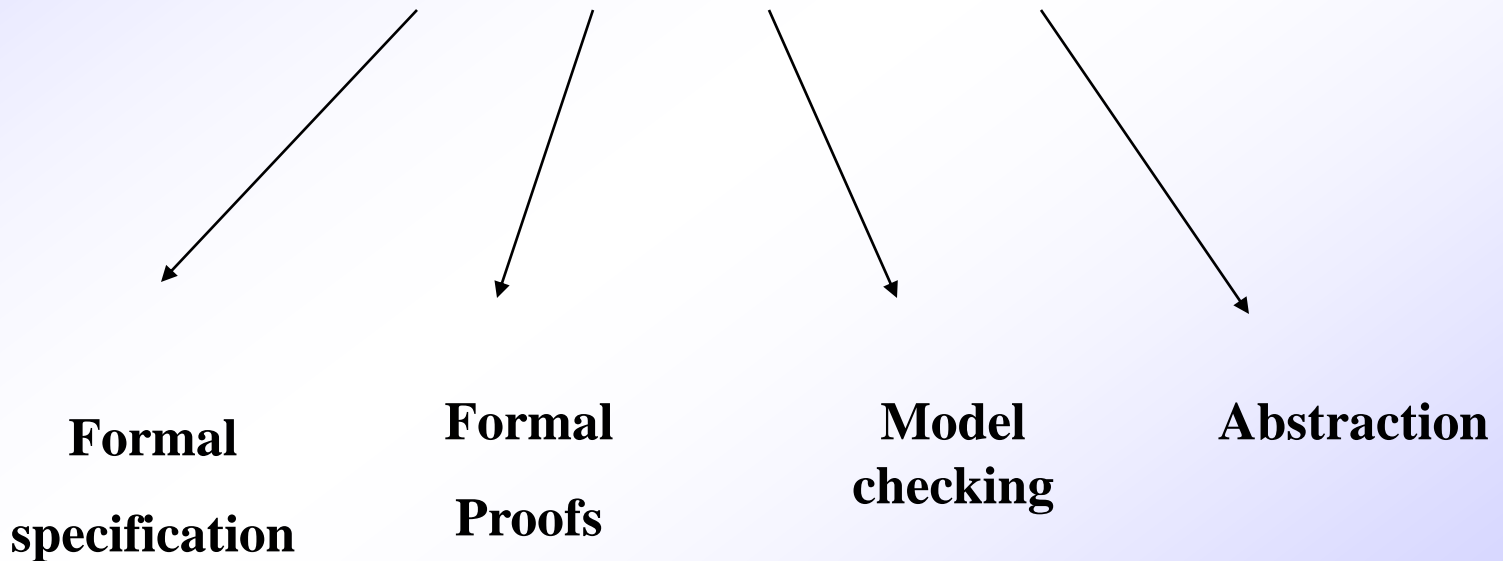 Formal
specification
Formal
Proofs
Model
checking
Abstraction